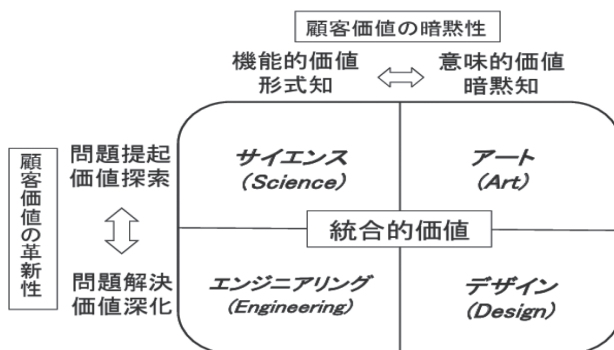 顧客価値の暗黙性
機能的価値
形式知
意味的価値
暗黙知
顧客価値の革新性
問題提起
価値探索
問題解決
価値深化
サイエンス
(Science)
アート
(Art)
統合的価値
エンジニアリング
(Engineering)
デザイン
(Design)